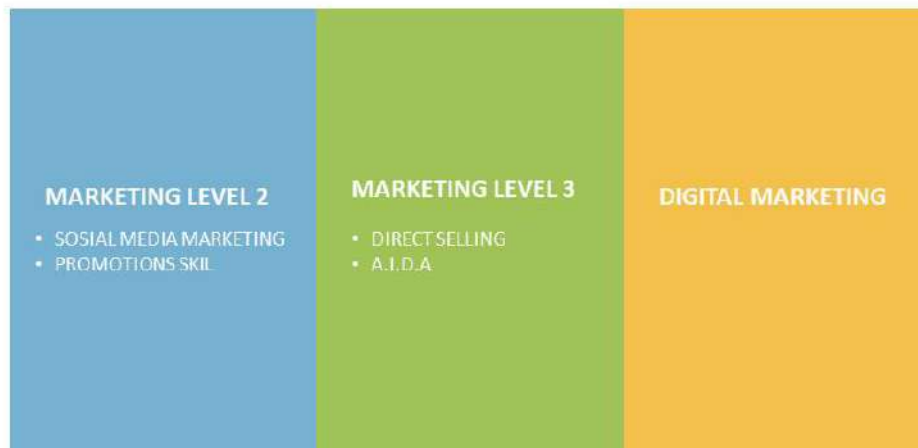 MARKETING LEVEL 2
• SOSIAL MEDIA MARKETING
• PROMOTIONS SKIL
MARKETING LEVEL 3
• DIRECT SELLING
• A.I.D.A
DIGITAL MARKETING